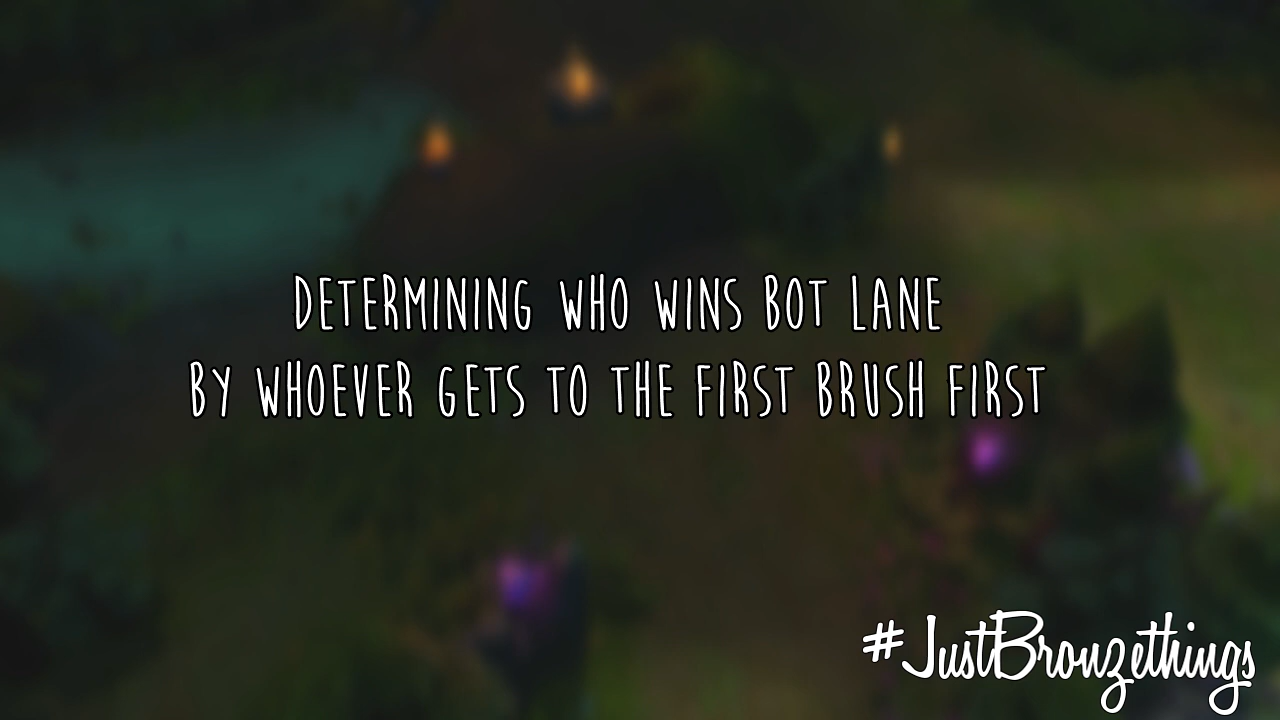 DETERMINING WHO WINS BOT LANE
BY WHOEVER GETS TO THE FIRST BRUSH FIRST
#JustBronzethings